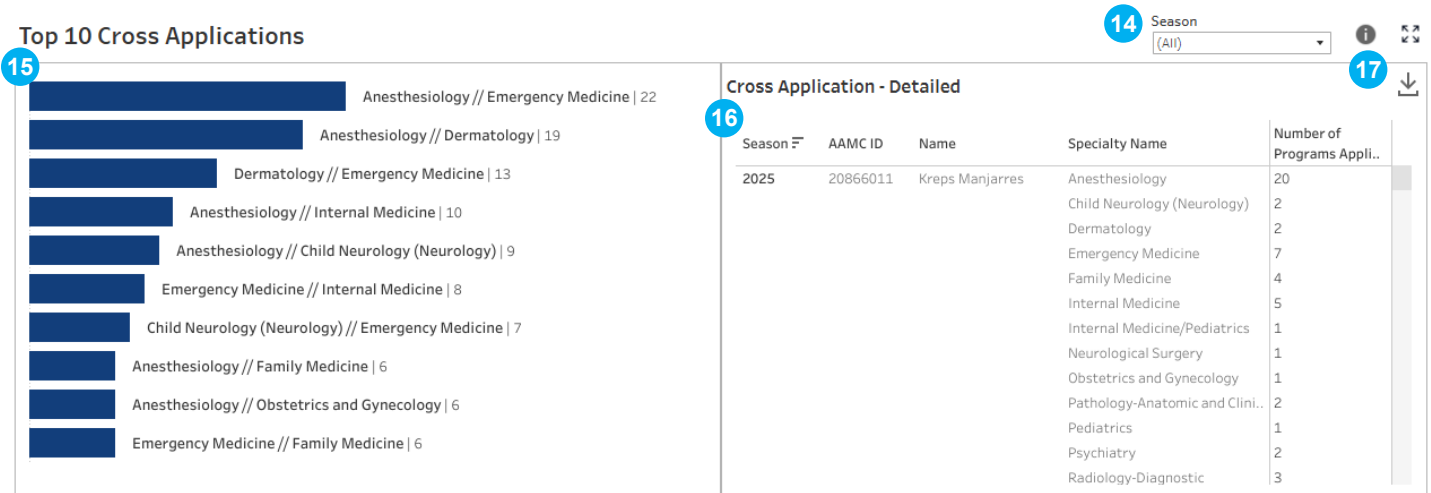 Top 10 Cross Applications
14
Season
(All)
i
15
Anesthesiology // Emergency Medicine | 22
Anesthesiology // Dermatology | 19
Dermatology // Emergency Medicine | 13
Anesthesiology // Internal Medicine | 10
Anesthesiology // Child Neurology (Neurology) | 9
Emergency Medicine // Internal Medicine | 8
Child Neurology (Neurology) // Emergency Medicine | 7
Anesthesiology // Family Medicine | 6
Anesthesiology // Obstetrics and Gynecology | 6
Emergency Medicine // Family Medicine | 6
17
Cross Application - Detailed
16
Season AAMC ID Name Specialty Name Number of Programs Appli..
2025 20866011 Kreps Manjarres Anesthesiology 20
Child Neurology (Neurology) 2
Dermatology 2
Emergency Medicine 7
Family Medicine 4
Internal Medicine 5
Internal Medicine/Pediatrics 1
Neurological Surgery 1
Obstetrics and Gynecology 1
Pathology-Anatomic and Clini.. 2
Pediatrics 1
Psychiatry 2
Radiology-Diagnostic 3